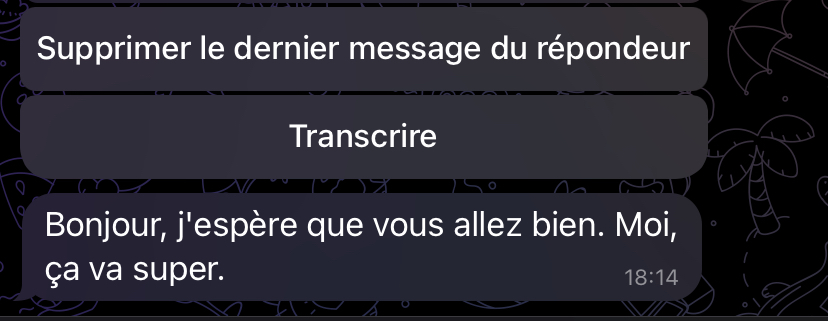 Supprimer le dernier message du répondeur
Transcrire
Bonjour, j'espère que vous allez bien. Moi,
ça va super.
18:14